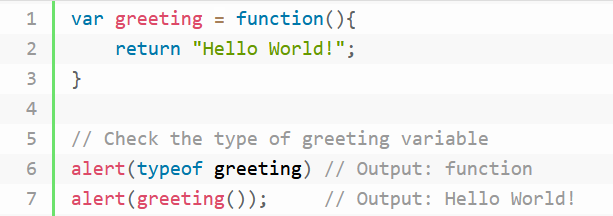 1 var greeting = function(){
2     return "Hello World!";
3 }
4
5 // Check the type of greeting variable
6 alert(typeof greeting) // Output: function
7 alert(greeting());     // Output: Hello World!